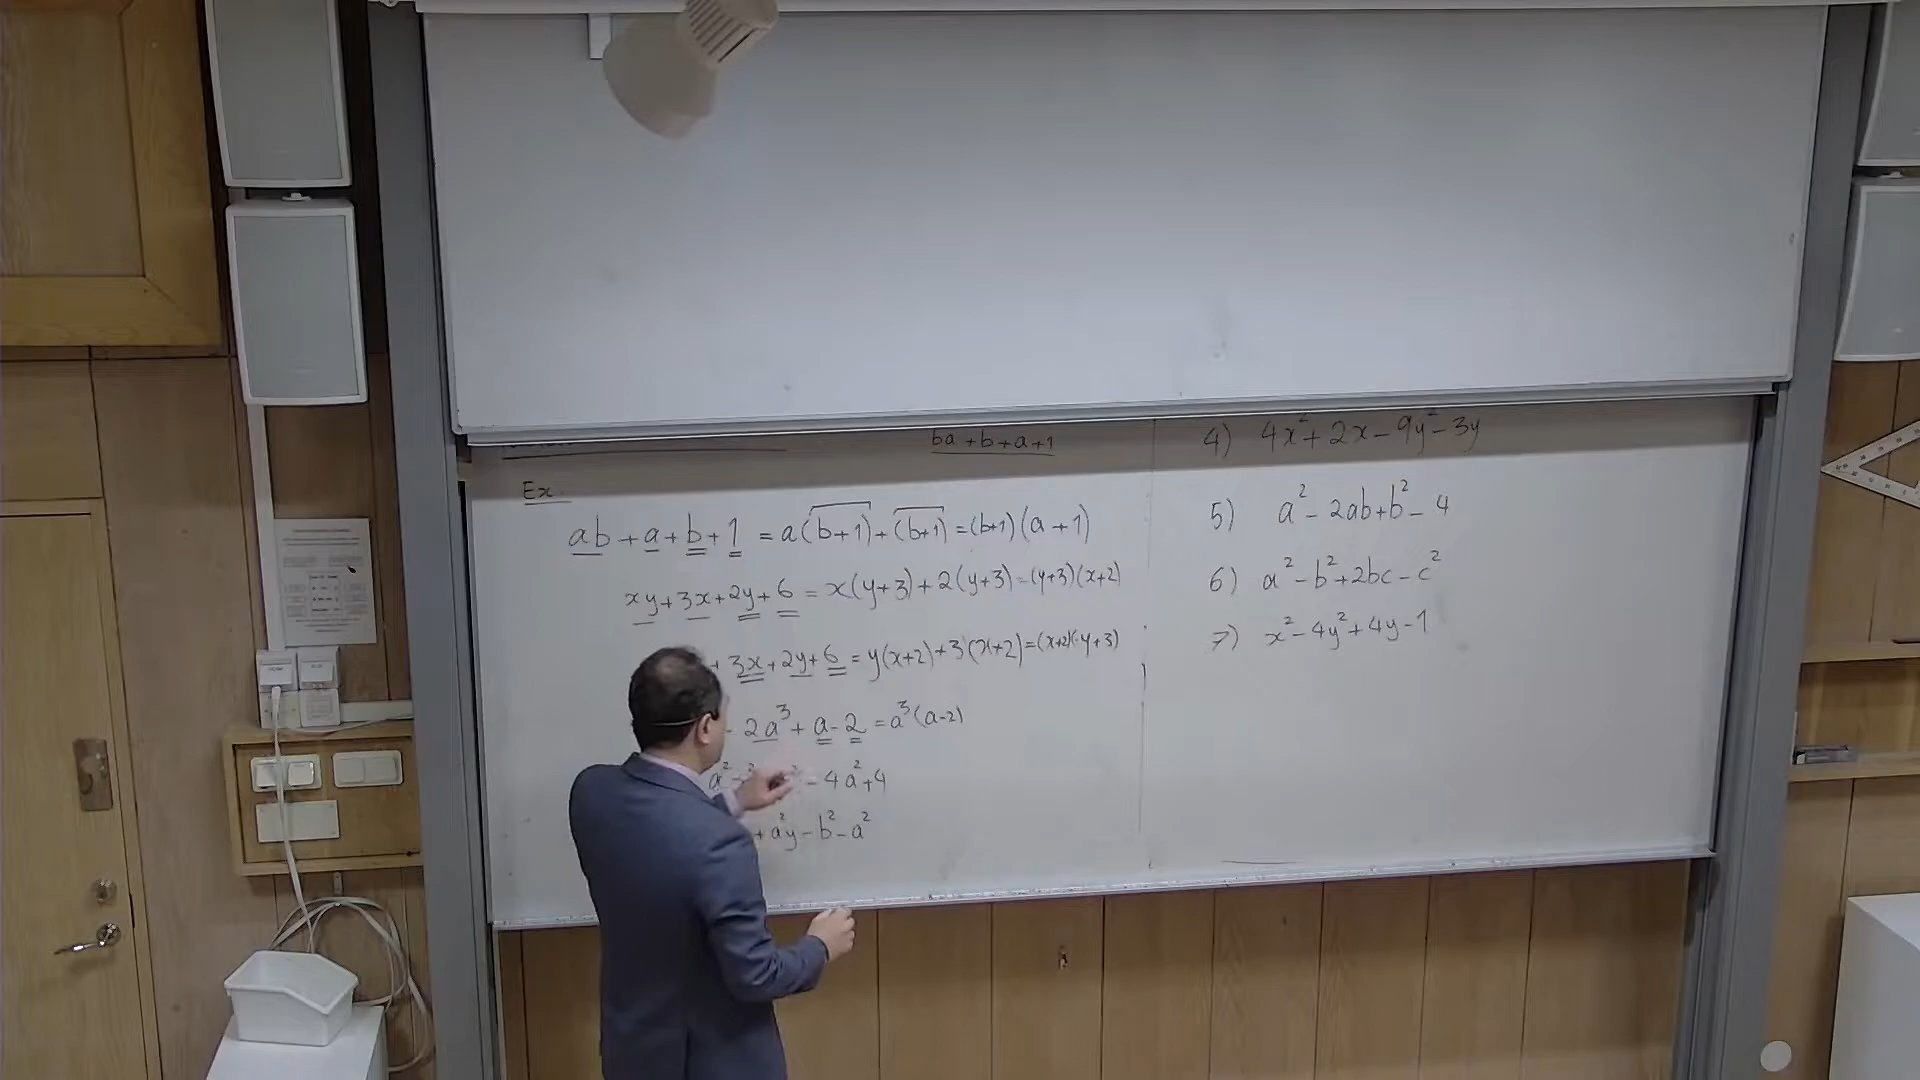 ba+b+a+1
Ex.
ab+a+b+1 = a(b+1)+(b+1)=(b+1)(a+1)
xy+3x+2y+6 = x(y+3)+2(y+3)=(y+3)(x+2)
+3x+2y+6 = y(x+2)+3(x+2)=(x+2)(y+3)
- 2a³+a-2 = a³(a-2)
a² - 4a²+4
+a²y-b²-a²
4) 4x²+2x-9y²-3y
5) a²-2ab+b²-4
6) a²-b²+2bc-c²
7) x²-4y²+4y-1